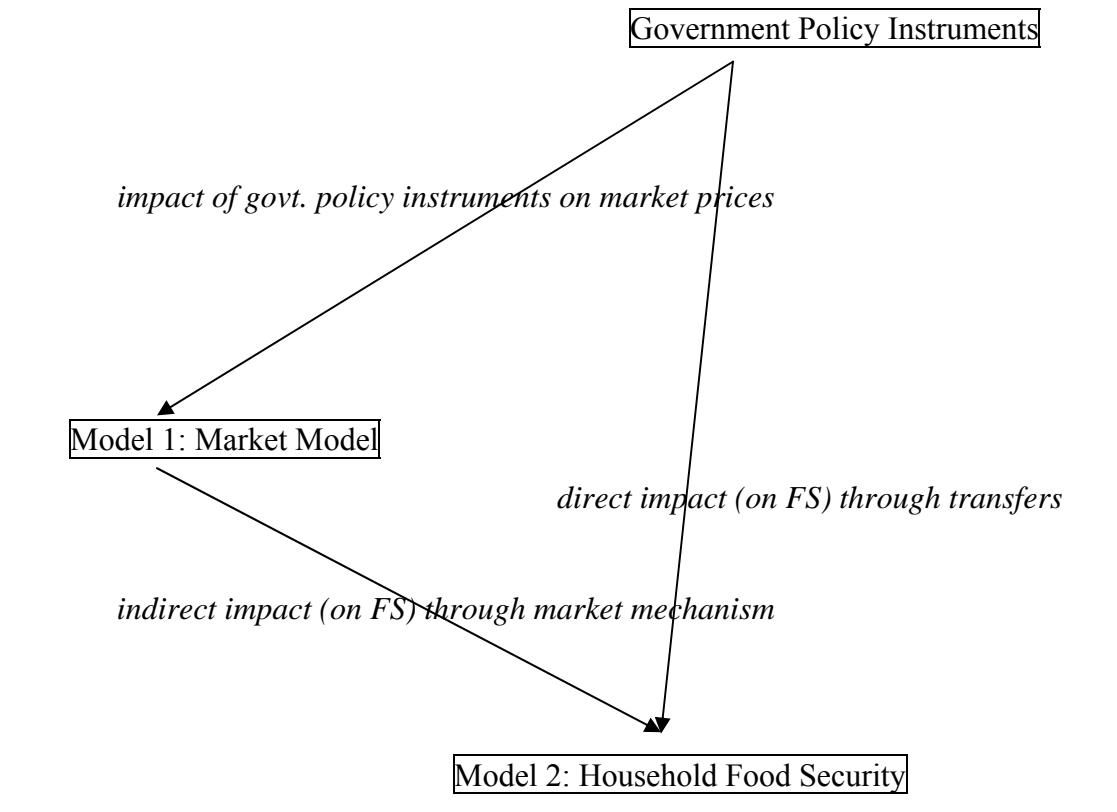 Government Policy Instruments
impact of govt. policy instruments on market prices
Model 1: Market Model
direct impact (on FS) through transfers
indirect impact (on FS) through market mechanism
Model 2: Household Food Security